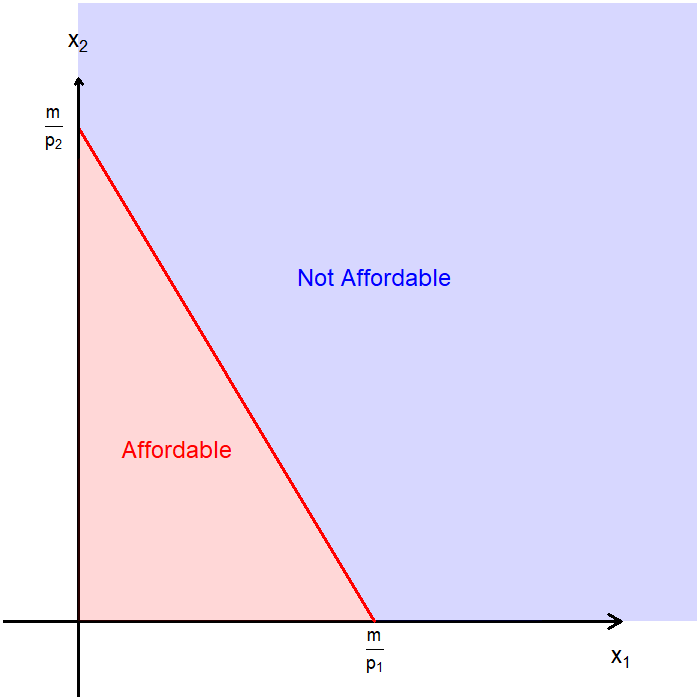 x₂
m
p₂
Not Affordable
Affordable
m
p₁
x₁